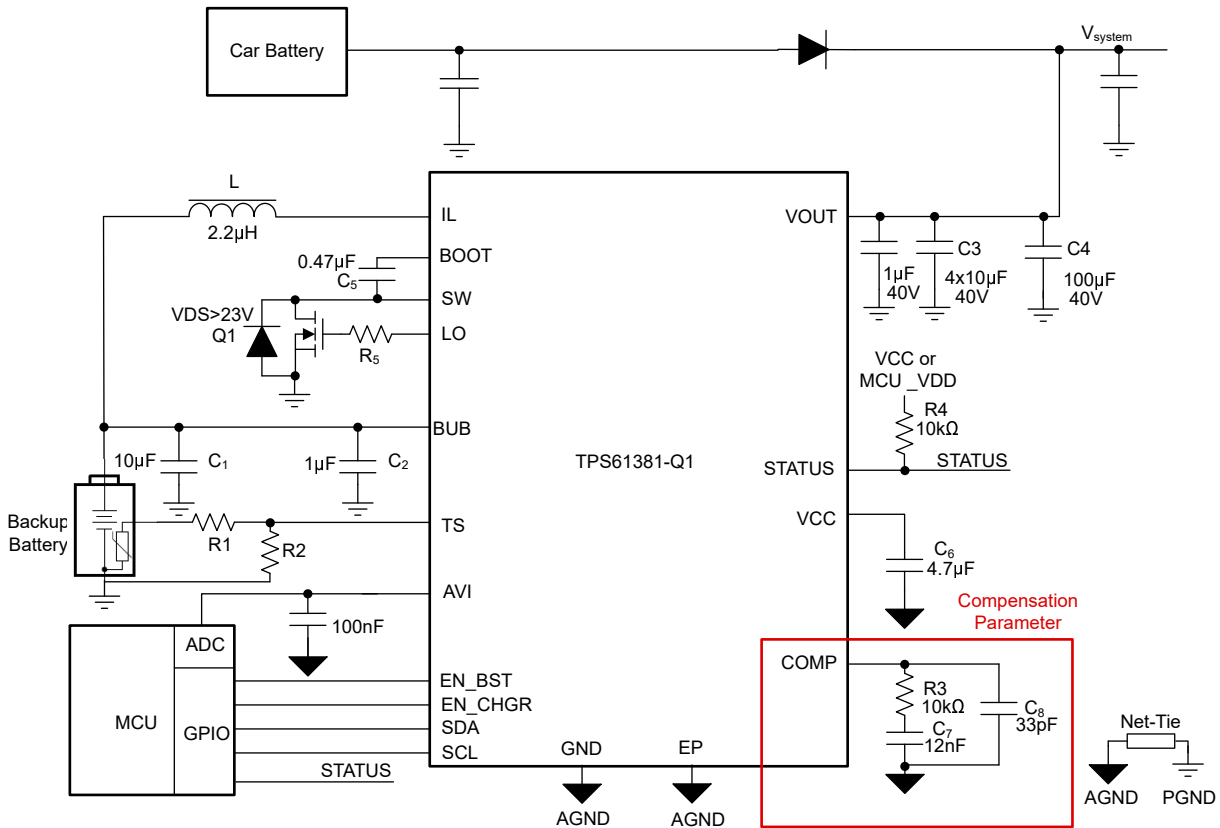 Car Battery
V_system
L
2.2µH
IL
BOOT
0.47µF
C5
SW
VDS>23V
Q1
LO
R5
VOUT
1µF
40V
C3
4x10µF
40V
C4
100µF
40V
VCC or
MCU _VDD
R4
10kΩ
STATUS
STATUS
BUB
10µF
C1
1µF
C2
TPS61381-Q1
VCC
C6
4.7µF
Backup
Battery
R1
R2
TS
AVI
100nF
Compensation
Parameter
MCU
ADC
GPIO
EN_BST
EN_CHGR
SDA
SCL
STATUS
GND
EP
AGND
AGND
COMP
R3
10kΩ
C7
12nF
C8
33pF
Net-Tie
AGND
PGND